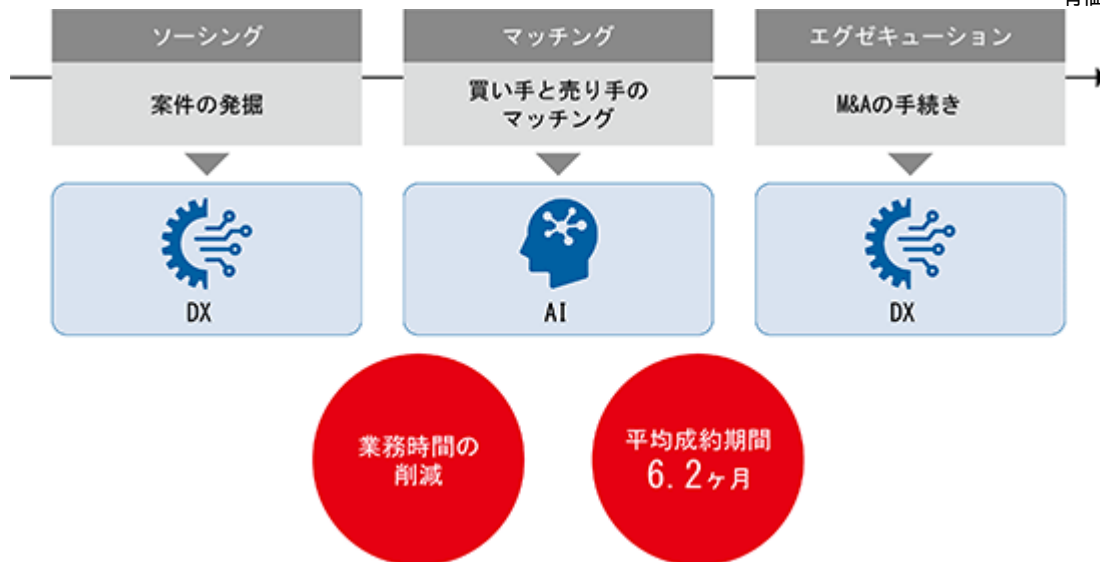 ソーシング
案件の発掘
DX
マッチング
買い手と売り手の
マッチング
AI
エグゼキューション
M&Aの手続き
DX
業務時間の
削減
平均成約期間
6.2ヶ月